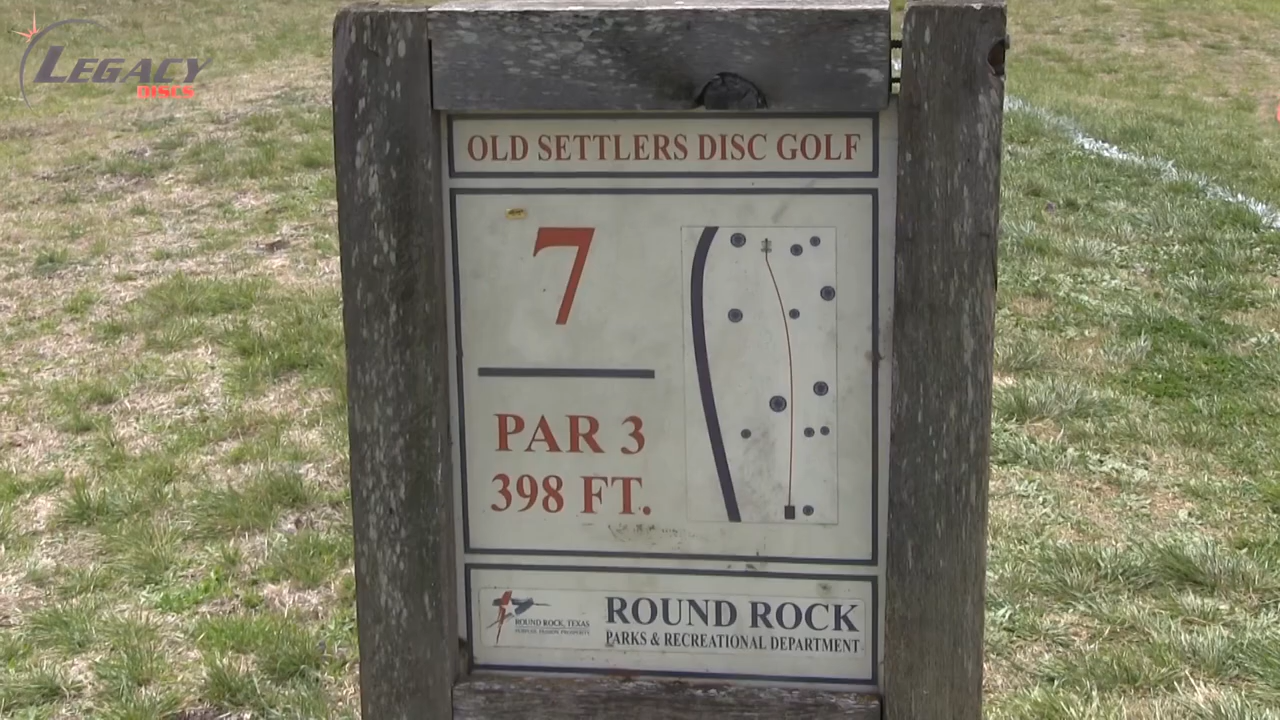 LEGACY
DISCS
OLD SETTLERS DISC GOLF
7
PAR 3
398 FT.
ROUND ROCK, TEXAS
ROUND ROCK
PARKS & RECREATIONAL DEPARTMENT